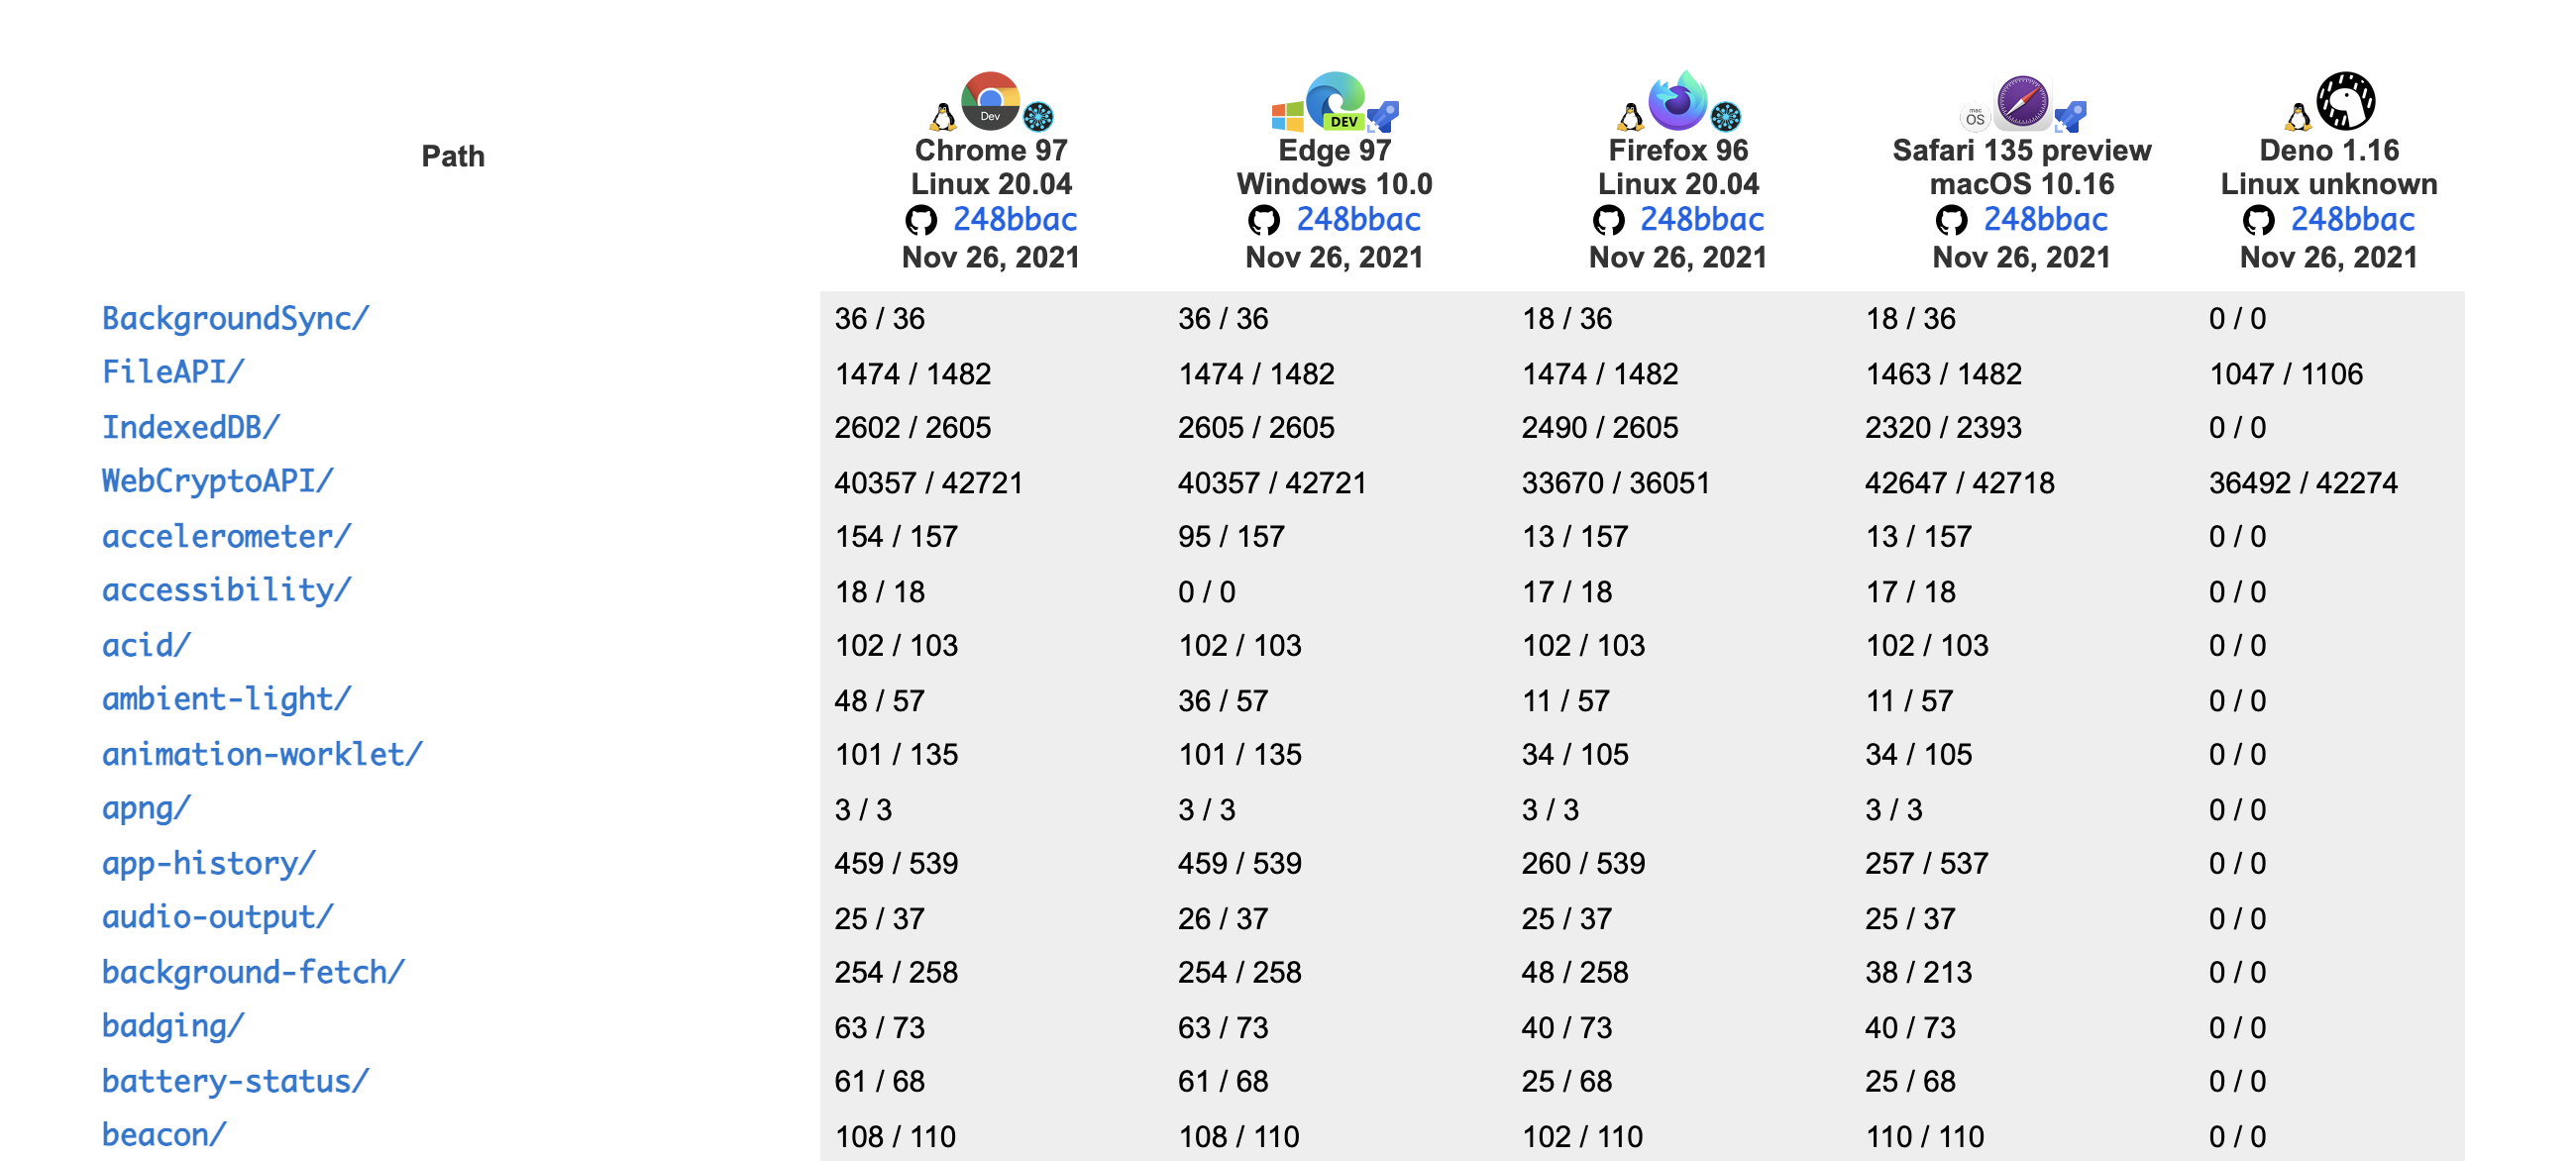 Dev DEV mac OS
Path Chrome 97 Edge 97 Firefox 96 Safari 135 preview Deno 1.16
Linux 20.04 Windows 10.0 Linux 20.04 macOS 10.16 Linux unknown
248bbac 248bbac 248bbac 248bbac 248bbac
Nov 26, 2021 Nov 26, 2021 Nov 26, 2021 Nov 26, 2021 Nov 26, 2021
BackgroundSync/ 36 / 36 36 / 36 18 / 36 18 / 36 0 / 0
FileAPI/ 1474 / 1482 1474 / 1482 1474 / 1482 1463 / 1482 1047 / 1106
IndexedDB/ 2602 / 2605 2605 / 2605 2490 / 2605 2320 / 2393 0 / 0
WebCryptoAPI/ 40357 / 42721 40357 / 42721 33670 / 36051 42647 / 42718 36492 / 42274
accelerometer/ 154 / 157 95 / 157 13 / 157 13 / 157 0 / 0
accessibility/ 18 / 18 0 / 0 17 / 18 17 / 18 0 / 0
acid/ 102 / 103 102 / 103 102 / 103 102 / 103 0 / 0
ambient-light/ 48 / 57 36 / 57 11 / 57 11 / 57 0 / 0
animation-worklet/ 101 / 135 101 / 135 34 / 105 34 / 105 0 / 0
apng/ 3 / 3 3 / 3 3 / 3 3 / 3 0 / 0
app-history/ 459 / 539 459 / 539 260 / 539 257 / 537 0 / 0
audio-output/ 25 / 37 26 / 37 25 / 37 25 / 37 0 / 0
background-fetch/ 254 / 258 254 / 258 48 / 258 38 / 213 0 / 0
badging/ 63 / 73 63 / 73 40 / 73 40 / 73 0 / 0
battery-status/ 61 / 68 61 / 68 25 / 68 25 / 68 0 / 0
beacon/ 108 / 110 108 / 110 102 / 110 110 / 110 0 / 0